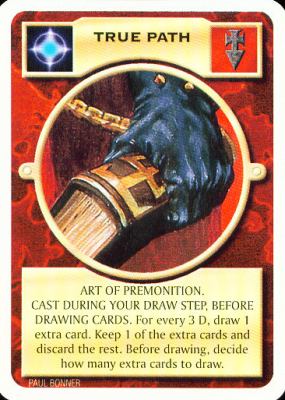 TRUE PATH
ART OF PREMONITION.
CAST DURING YOUR DRAW STEP, BEFORE
DRAWING CARDS. For every 3 D, draw 1
extra card. Keep 1 of the extra cards and
discard the rest. Before drawing, decide
how many extra cards to draw.
PAUL BONNER